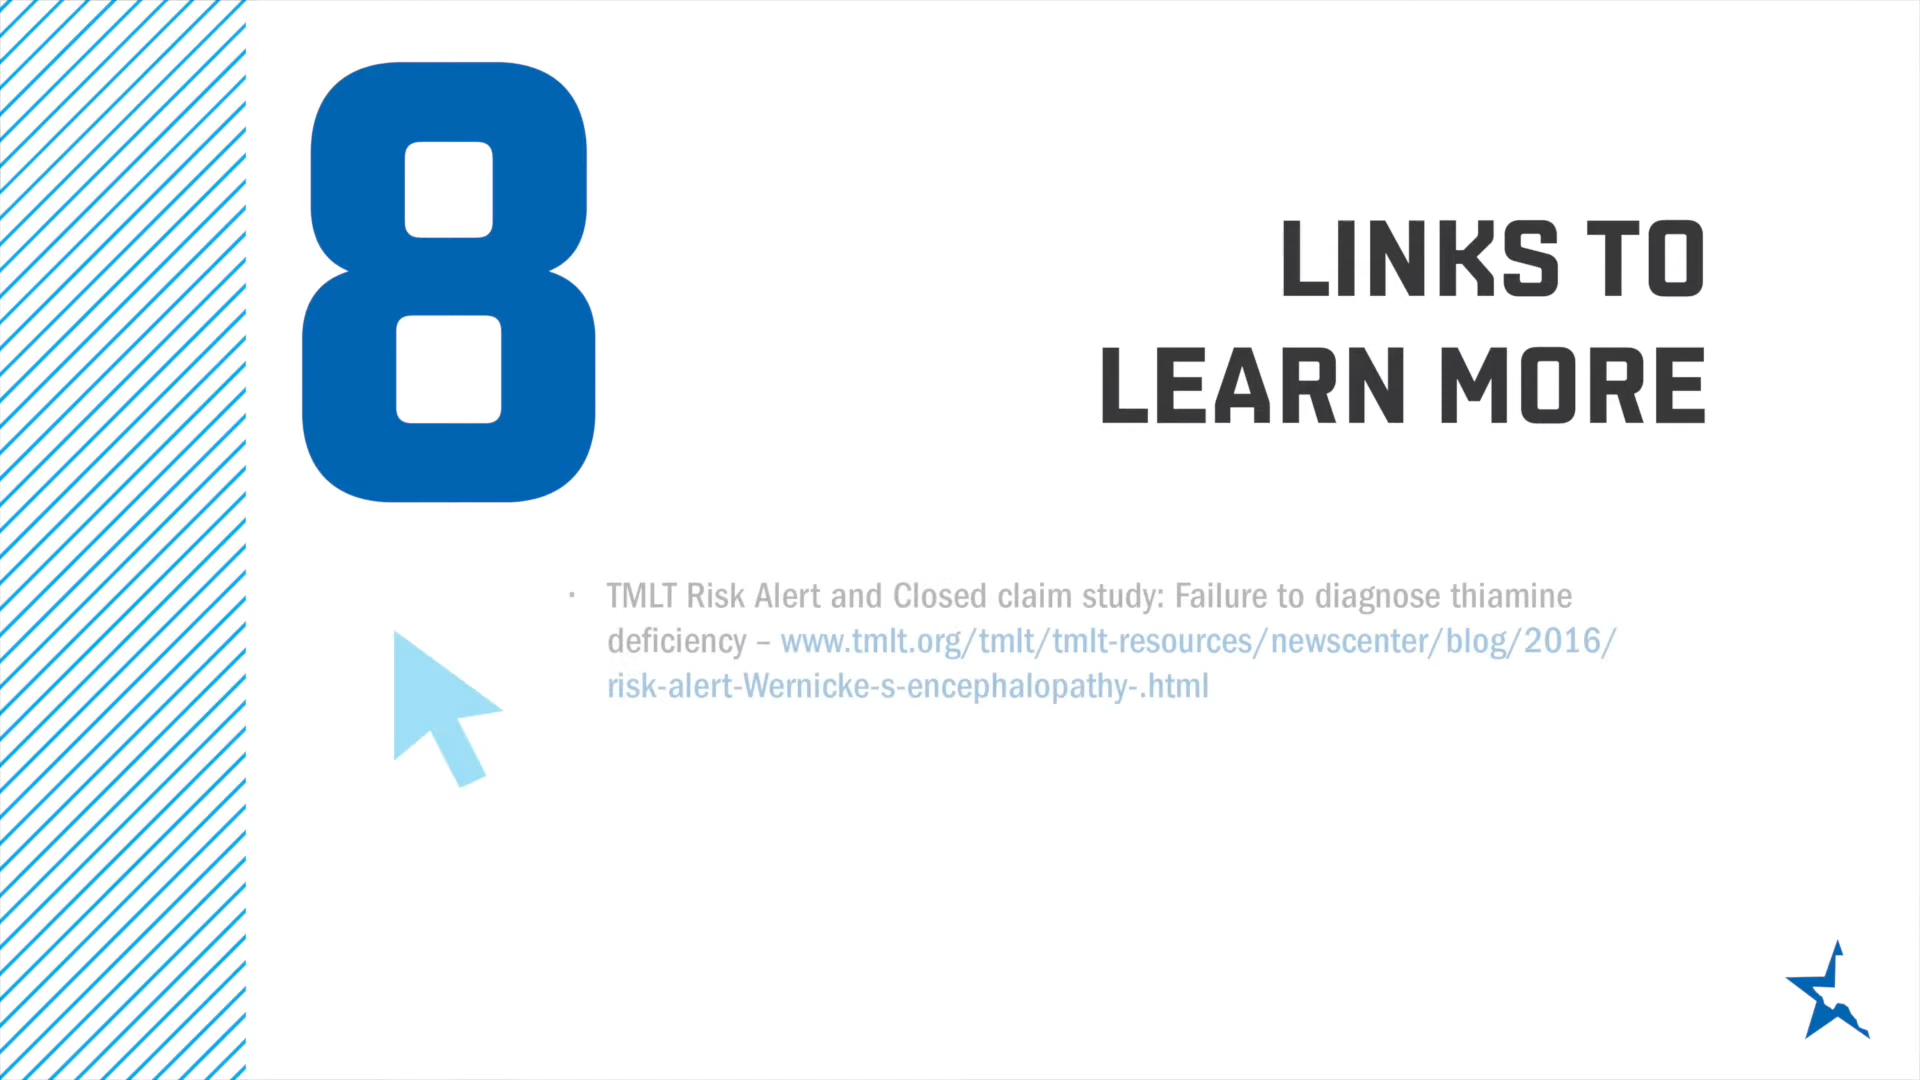 8
LINKS TO
LEARN MORE
· TMLT Risk Alert and Closed claim study: Failure to diagnose thiamine
deficiency – www.tmlt.org/tmlt/tmlt-resources/newscenter/blog/2016/
risk-alert-Wernicke-s-encephalopathy-.html